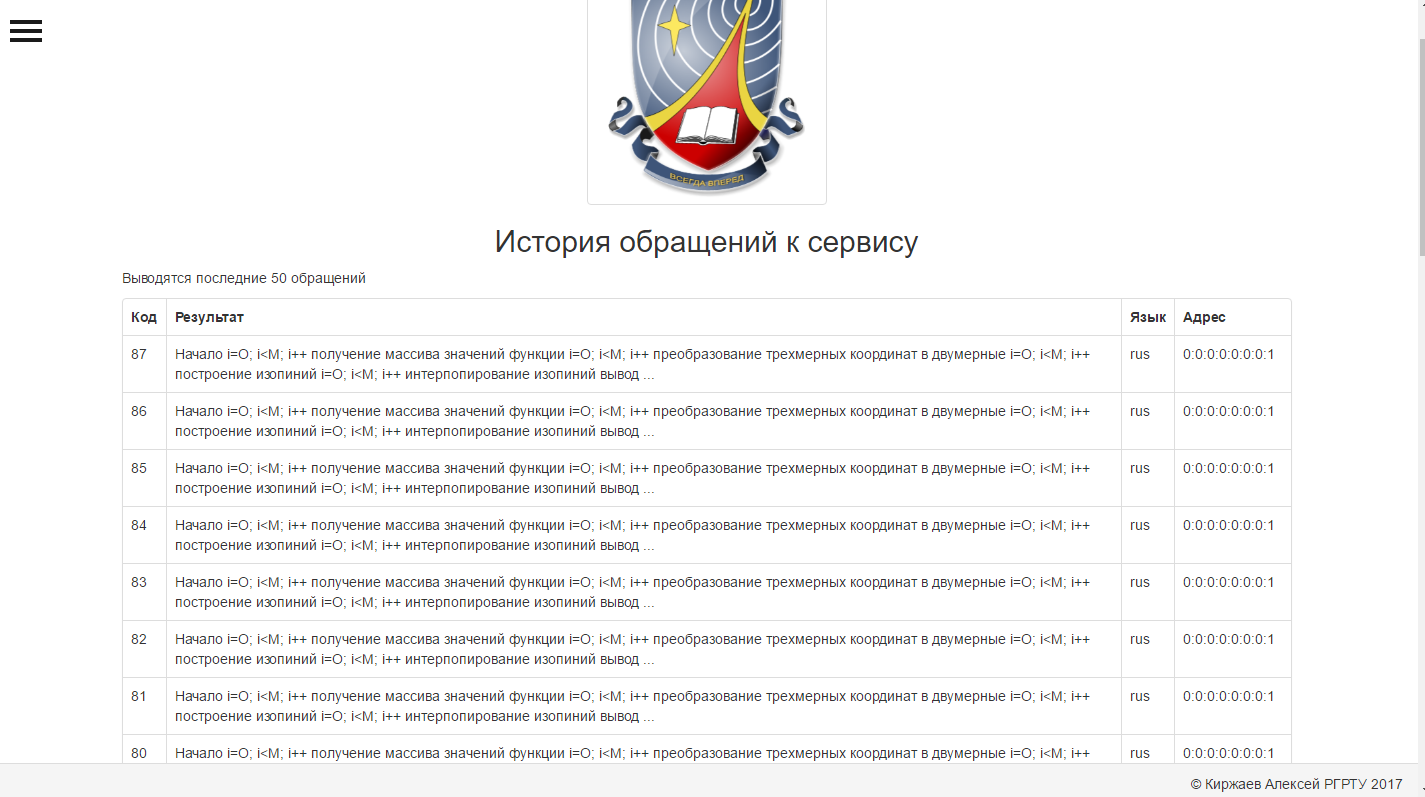 ВСЕГДА ВПЕРЕД
История обращений к сервису
Выводятся последние 50 обращений
Код Результат Язык Адрес
87 Начало i=O; i<M; i++ получение массива значений функции i=O; i<M; i++ преобразование трехмерных координат в двумерные i=O; i<M; i++ rus 0:0:0:0:0:0:0:1
построение изопиний i=O; i<M; i++ интерпопирование изопиний вывод ...
86 Начало i=O; i<M; i++ получение массива значений функции i=O; i<M; i++ преобразование трехмерных координат в двумерные i=O; i<M; i++ rus 0:0:0:0:0:0:0:1
построение изопиний i=O; i<M; i++ интерпопирование изопиний вывод ...
85 Начало i=O; i<M; i++ получение массива значений функции i=O; i<M; i++ преобразование трехмерных координат в двумерные i=O; i<M; i++ rus 0:0:0:0:0:0:0:1
построение изопиний i=O; i<M; i++ интерпопирование изопиний вывод ...
84 Начало i=O; i<M; i++ получение массива значений функции i=O; i<M; i++ преобразование трехмерных координат в двумерные i=O; i<M; i++ rus 0:0:0:0:0:0:0:1
построение изопиний i=O; i<M; i++ интерпопирование изопиний вывод ...
83 Начало i=O; i<M; i++ получение массива значений функции i=O; i<M; i++ преобразование трехмерных координат в двумерные i=O; i<M; i++ rus 0:0:0:0:0:0:0:1
построение изопиний i=O; i<M; i++ интерпопирование изопиний вывод ...
82 Начало i=O; i<M; i++ получение массива значений функции i=O; i<M; i++ преобразование трехмерных координат в двумерные i=O; i<M; i++ rus 0:0:0:0:0:0:0:1
построение изопиний i=O; i<M; i++ интерпопирование изопиний вывод ...
81 Начало i=O; i<M; i++ получение массива значений функции i=O; i<M; i++ преобразование трехмерных координат в двумерные i=O; i<M; i++ rus 0:0:0:0:0:0:0:1
построение изопиний i=O; i<M; i++ интерпопирование изопиний вывод ...
80 Начало i=O; i<M; i++ получение массива значений функции i=O; i<M; i++ преобразование трехмерных координат в двумерные i=O; i<M; i++ rus 0:0:0:0:0:0:0:1
© Киржаев Алексей РГРТУ 2017